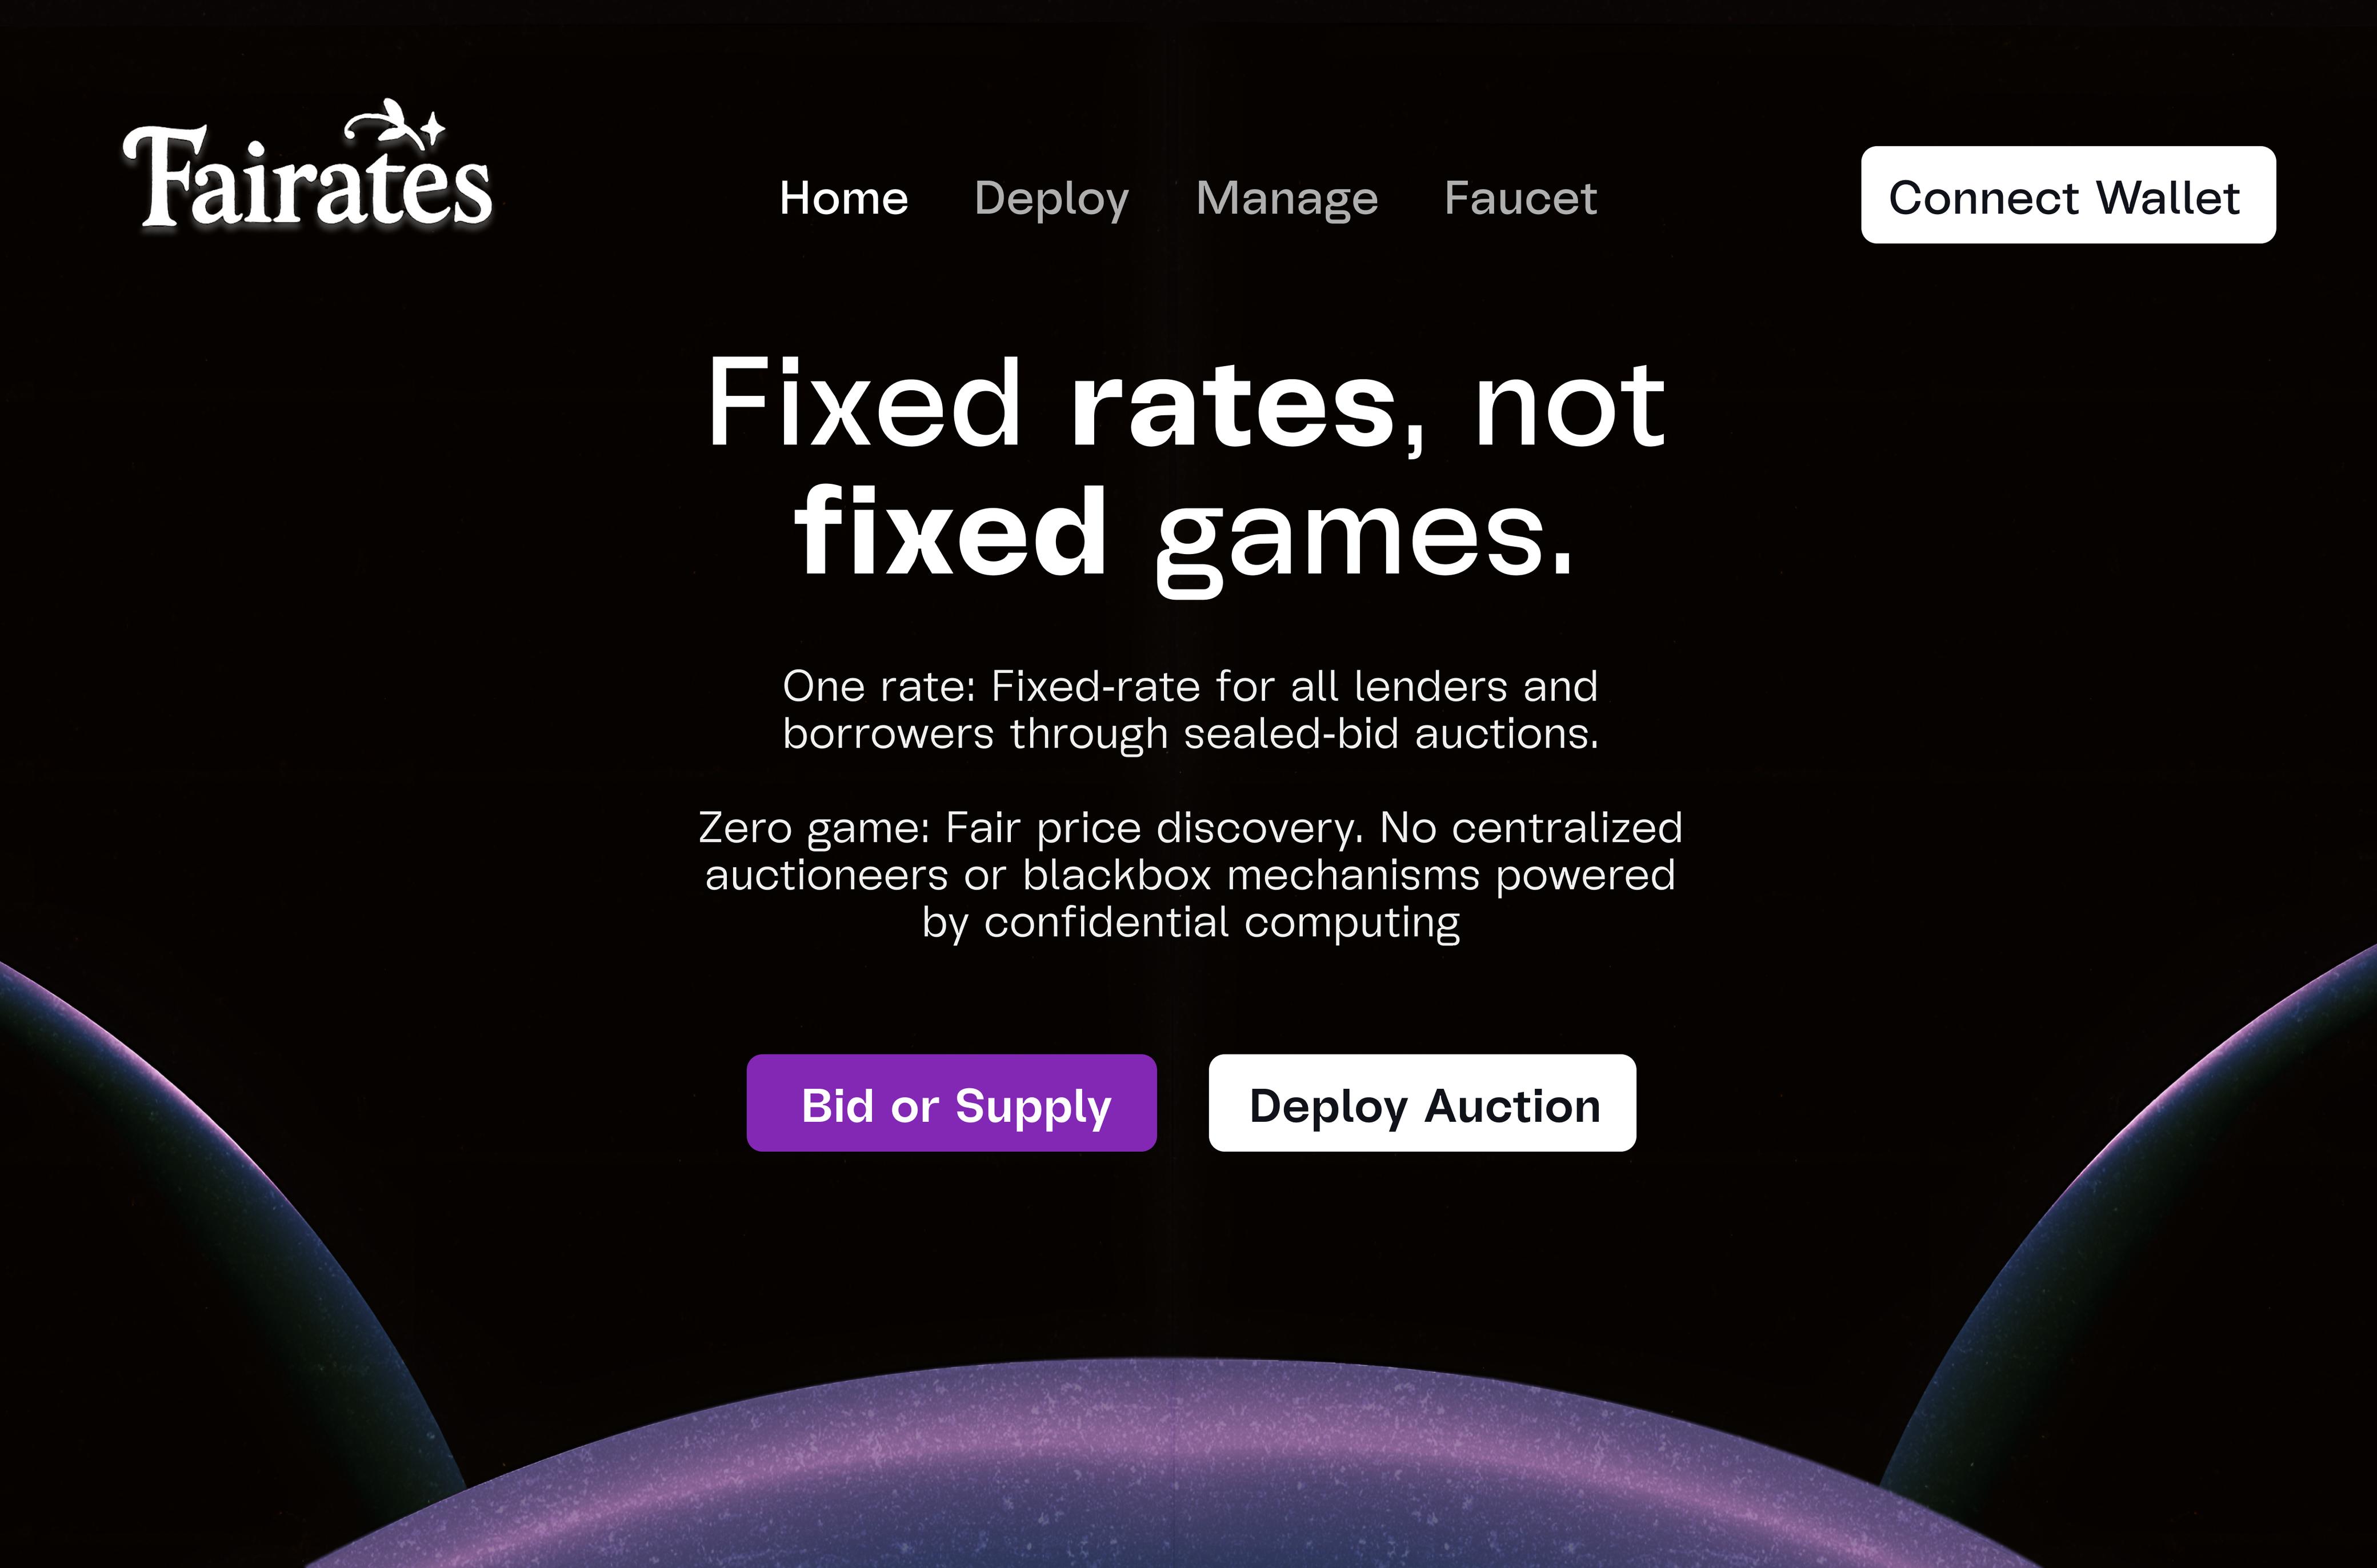 Fairates
Home Deploy Manage Faucet
Connect Wallet
Fixed rates, not
fixed games.
One rate: Fixed-rate for all lenders and
borrowers through sealed-bid auctions.
Zero game: Fair price discovery. No centralized
auctioneers or blackbox mechanisms powered
by confidential computing
Bid or Supply
Deploy Auction